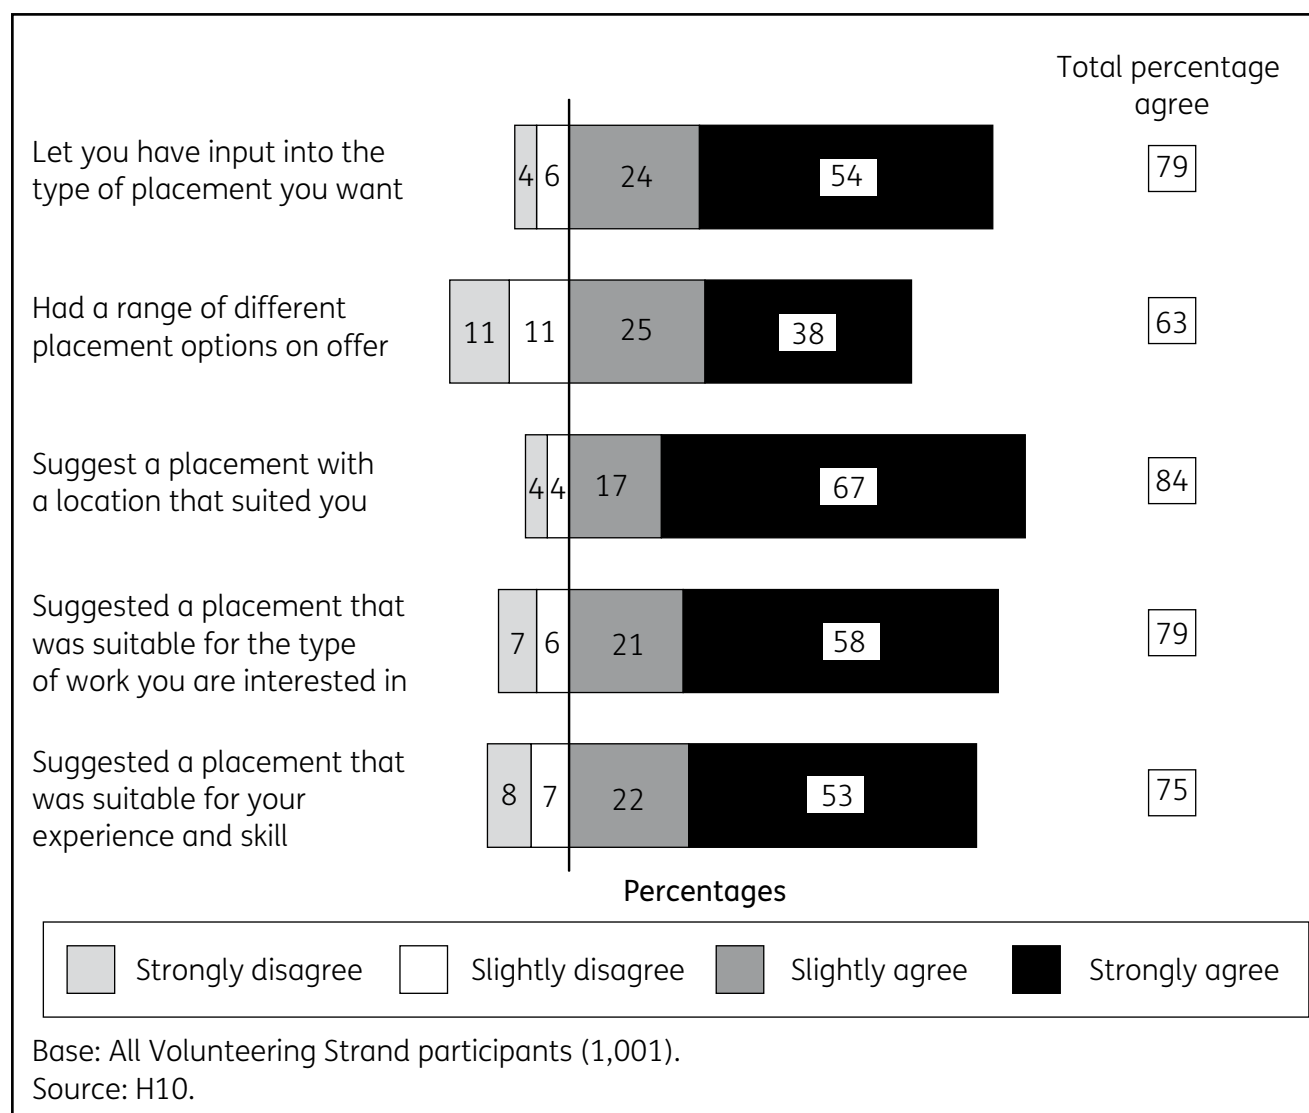 Total percentage
agree
Let you have input into the
type of placement you want
4 6 24 54 79
Had a range of different
placement options on offer
11 11 25 38 63
Suggest a placement with
a location that suited you
4 4 17 67 84
Suggested a placement that
was suitable for the type
of work you are interested in
7 6 21 58 79
Suggested a placement that
was suitable for your
experience and skill
8 7 22 53 75
Percentages
Strongly disagree Slightly disagree Slightly agree Strongly agree
Base: All Volunteering Strand participants (1,001).
Source: H10.